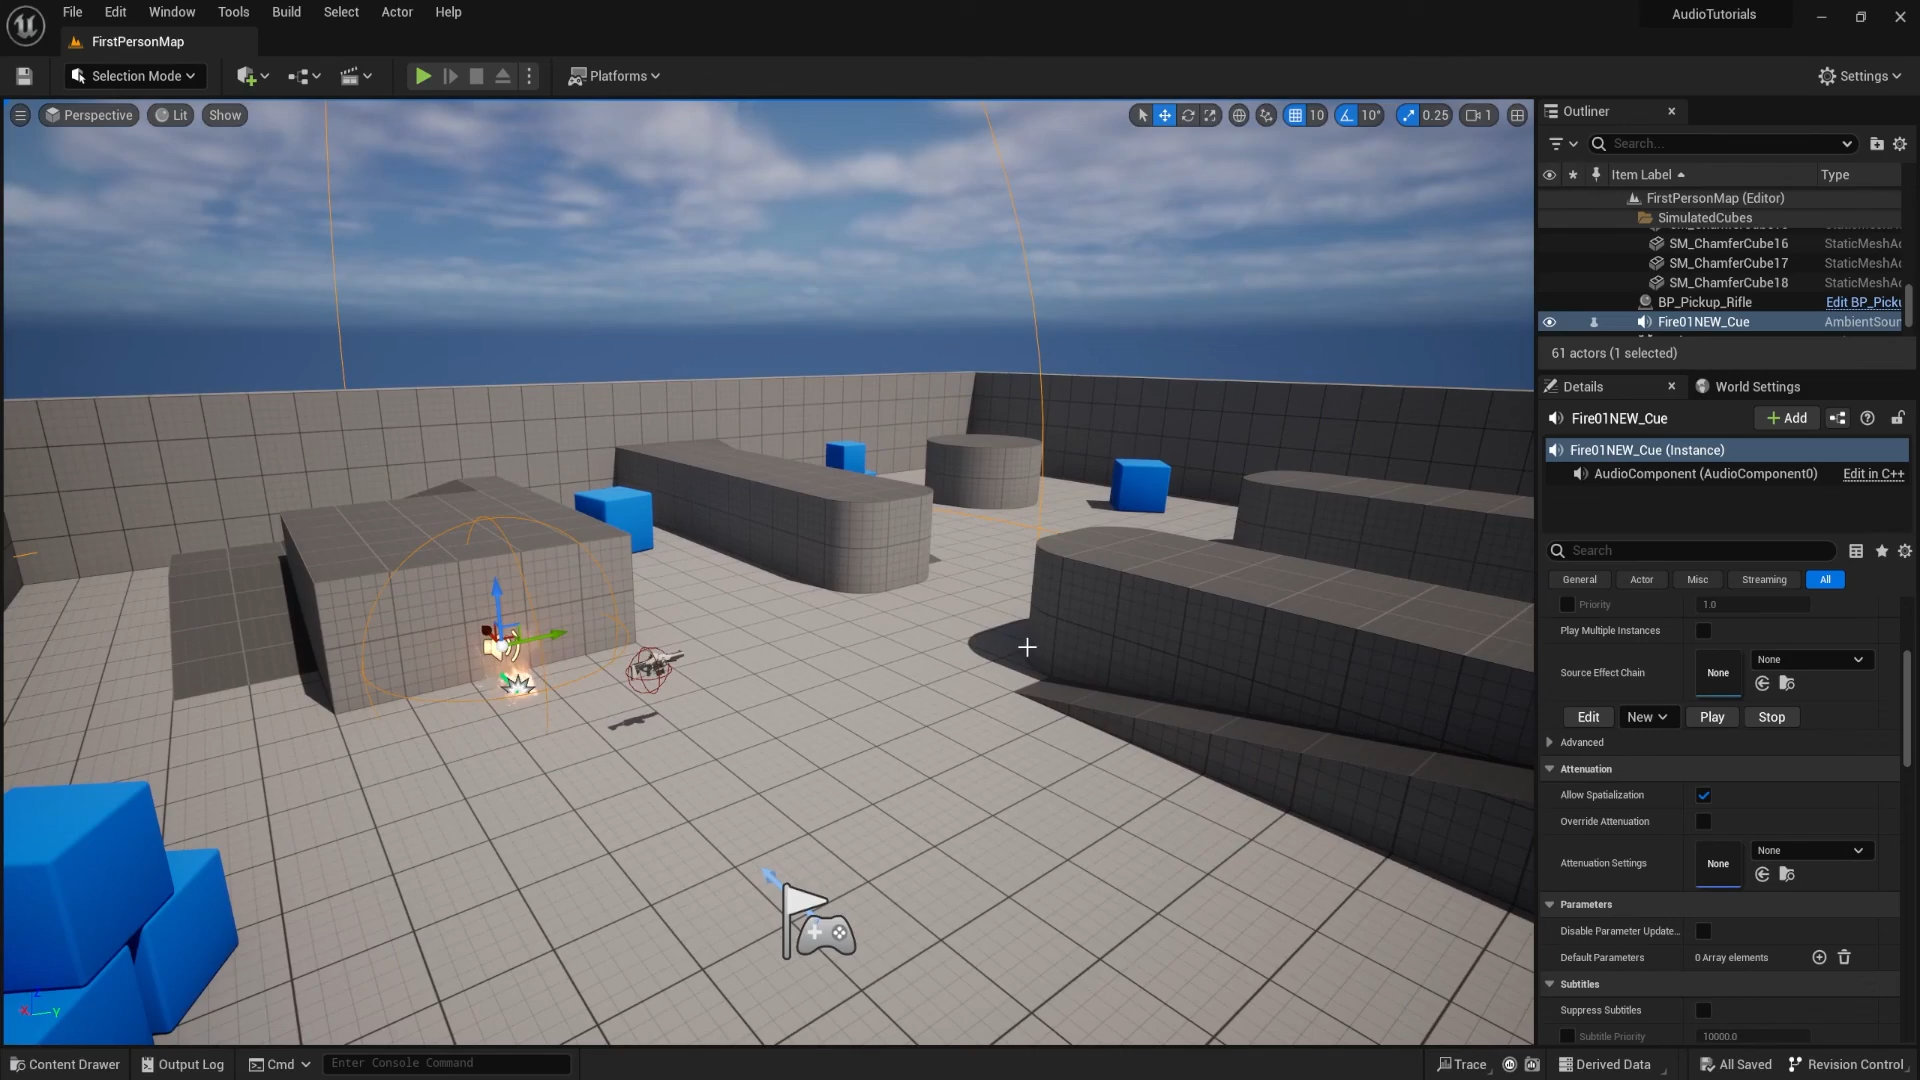 File Edit Window Tools Build Select Actor Help
AudioTutorials
FirstPersonMap
Selection Mode
Platforms
Settings
Perspective
Lit
Show
10
10°
0.25
1
Outliner
Search...
Item Label
Type
FirstPersonMap (Editor)
SimulatedCubes
SM_ChamferCube16 StaticMeshAc
SM_ChamferCube17 StaticMeshAc
SM_ChamferCube18 StaticMeshAc
BP_Pickup_Rifle Edit BP_Picku
Fire01NEW_Cue AmbientSoun
61 actors (1 selected)
Details
World Settings
Fire01NEW_Cue
Add
Fire01NEW_Cue (Instance)
AudioComponent (AudioComponent0) Edit in C++
Search
General Actor Misc Streaming All
Priority 1.0
Play Multiple Instances
Source Effect Chain None None
Edit New Play Stop
Advanced
Attenuation
Allow Spatialization
Override Attenuation
Attenuation Settings None None
Parameters
Disable Parameter Update...
Default Parameters 0 Array elements
Subtitles
Suppress Subtitles
Subtitle Priority 10000.0
Z
X
Y
Content Drawer
Output Log
Cmd
Enter Console Command
Trace
Derived Data
All Saved
Revision Control